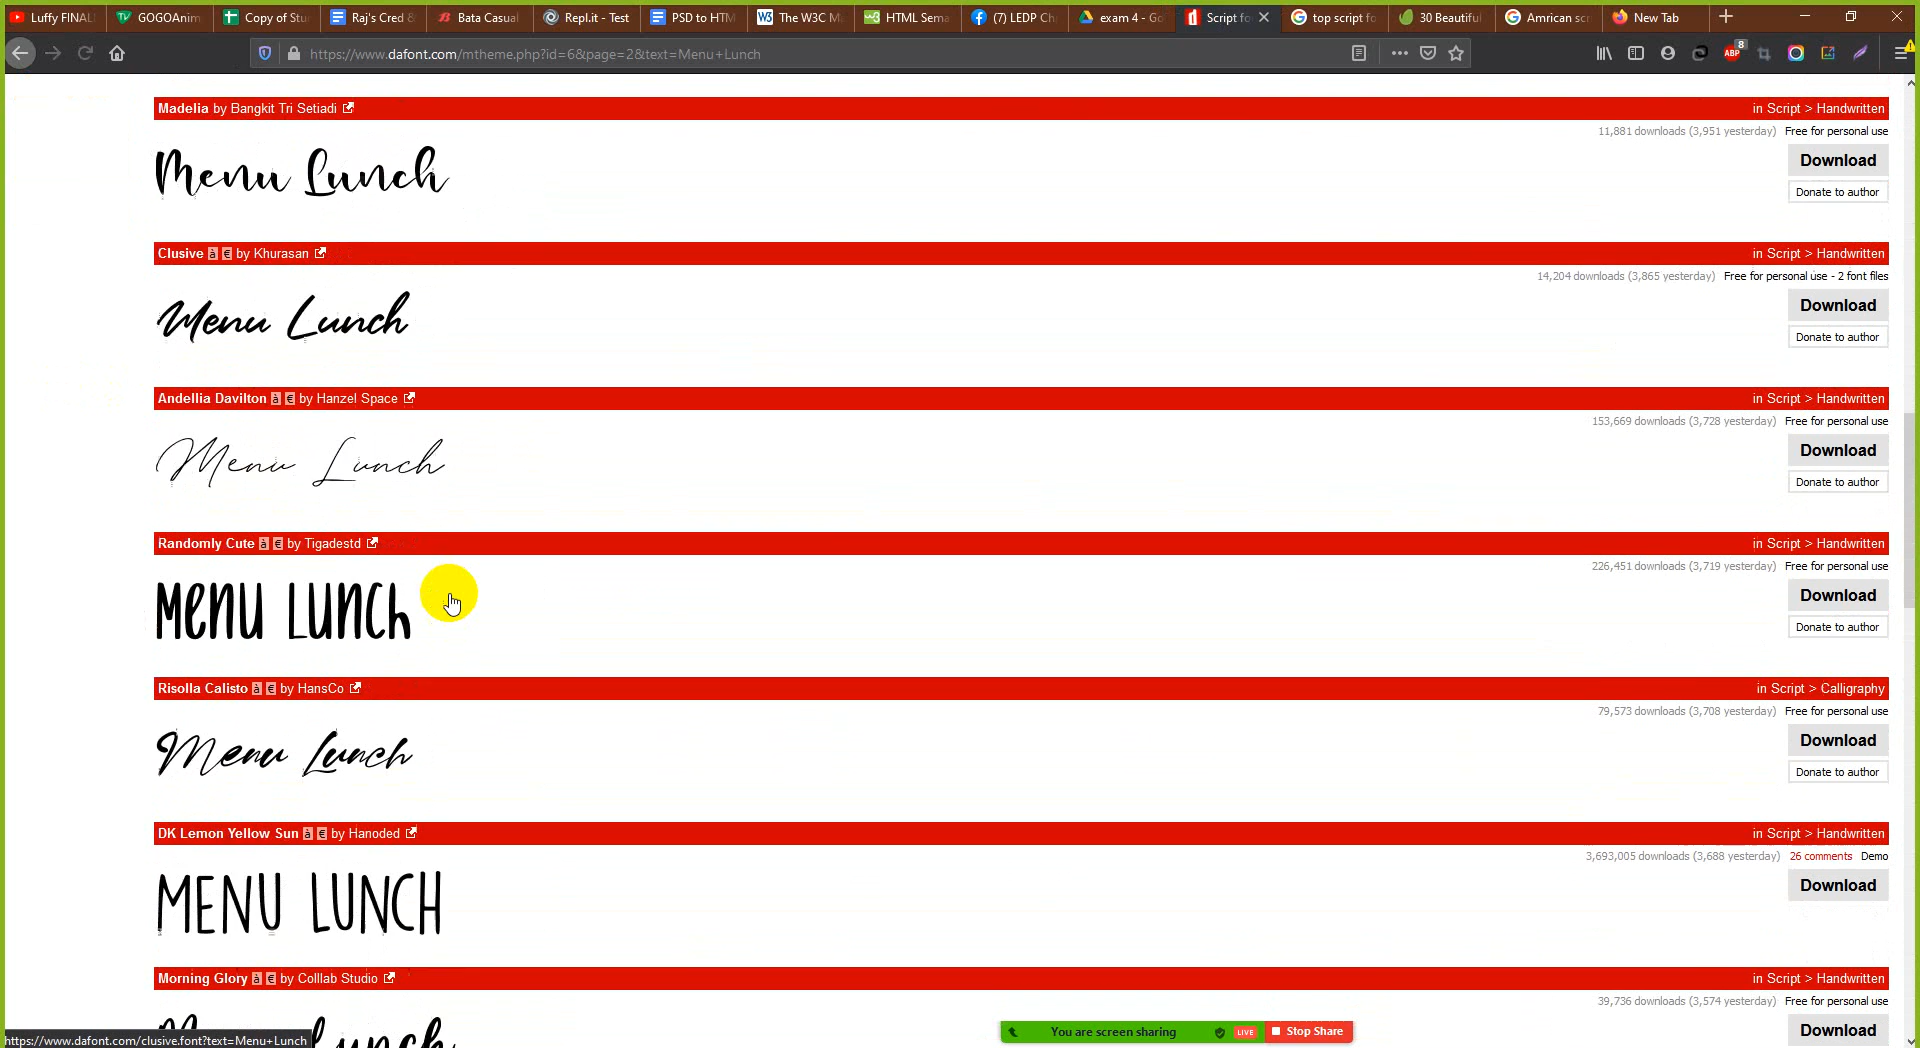 Luffy FINAL
GOGOAnim
Copy of Stu
Raj's Cred &
Bata Casual
Repl.it - Test
PSD to HTM
The W3C M
HTML Sema
(7) LEDP Ch
exam 4 - Go
Script fo
top script fo
30 Beautiful
Amrican scr
New Tab
https://www.dafont.com/mtheme.php?id=6&page=2&text=Menu+Lunch
ABP
8
Madelia by Bangkit Tri Setiadi
in Script > Handwritten
11,881 downloads (3,951 yesterday) Free for personal use
Menu Lunch
Download
Donate to author
Clusive à € by Khurasan
in Script > Handwritten
14,204 downloads (3,865 yesterday) Free for personal use - 2 font files
Menu Lunch
Download
Donate to author
Andellia Davilton à € by Hanzel Space
in Script > Handwritten
153,669 downloads (3,728 yesterday) Free for personal use
Menu Lunch
Download
Donate to author
Randomly Cute à € by Tigadestd
in Script > Handwritten
226,451 downloads (3,719 yesterday) Free for personal use
Menu Lunch
Download
Donate to author
Risolla Calisto à € by HansCo
in Script > Calligraphy
79,573 downloads (3,708 yesterday) Free for personal use
Menu Lunch
Download
Donate to author
DK Lemon Yellow Sun à € by Hanoded
in Script > Handwritten
3,693,005 downloads (3,688 yesterday) 26 comments Demo
MENU LUNCH
Download
Morning Glory à € by Colllab Studio
in Script > Handwritten
39,736 downloads (3,574 yesterday) Free for personal use
Menu Lunch
Download
You are screen sharing
LIVE
Stop Share
https://www.dafont.com/clusive.font?text=Menu+Lunch